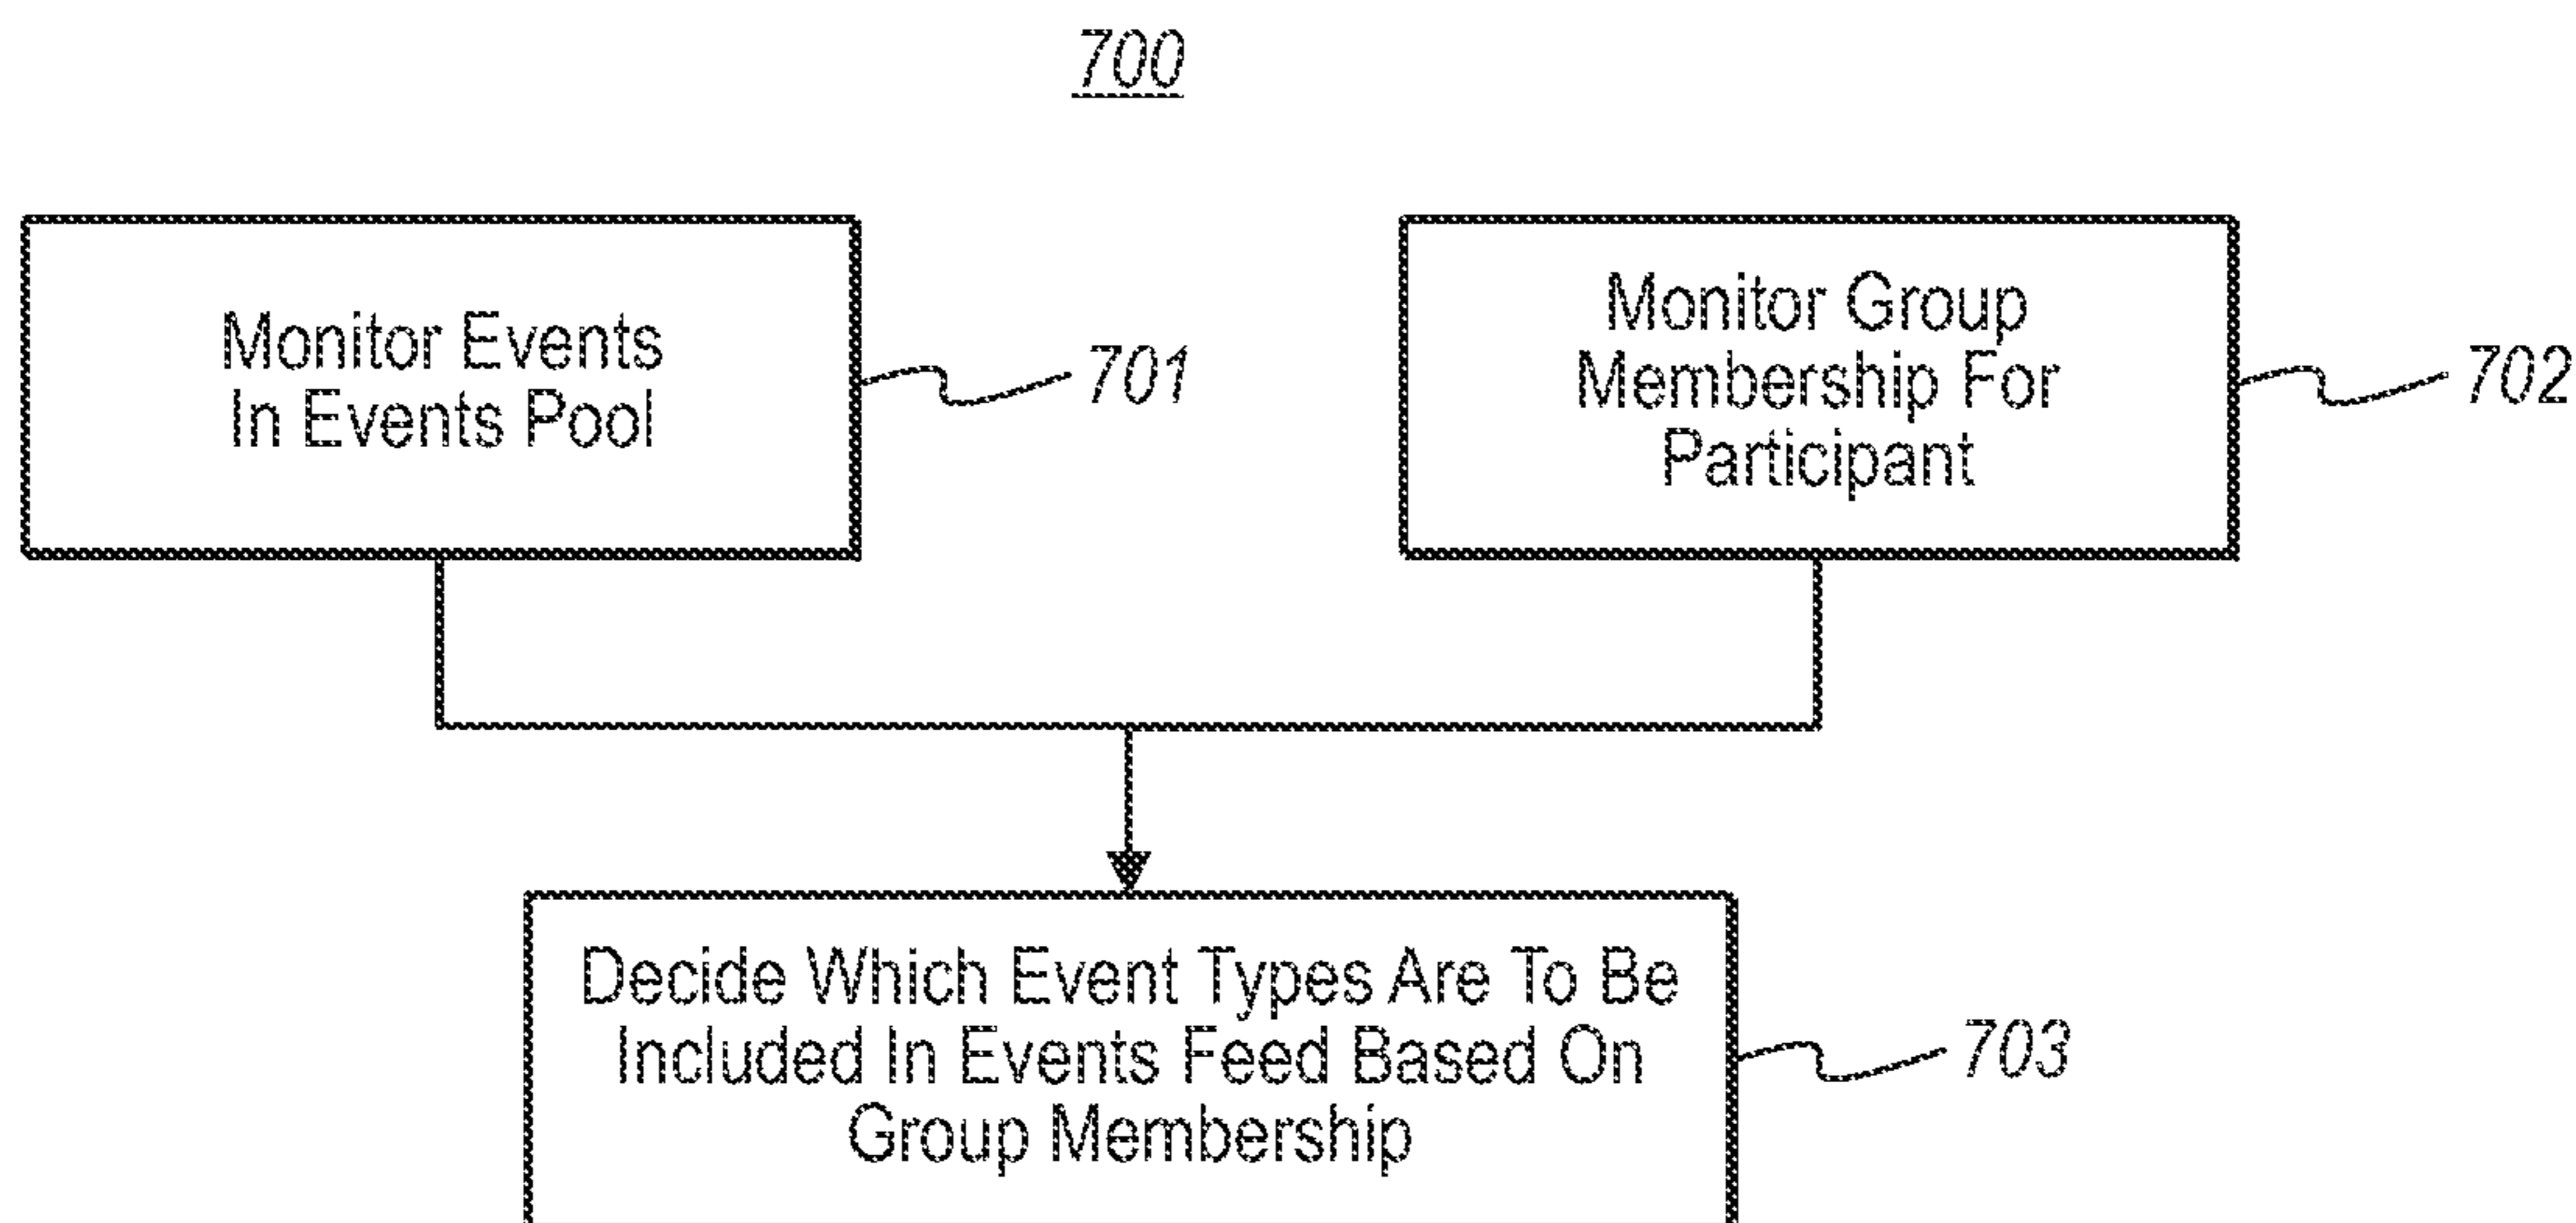 700
Monitor Events
In Events Pool
701
Monitor Group
Membership For
Participant
702
Decide Which Event Types Are To Be
Included In Events Feed Based On
Group Membership
703